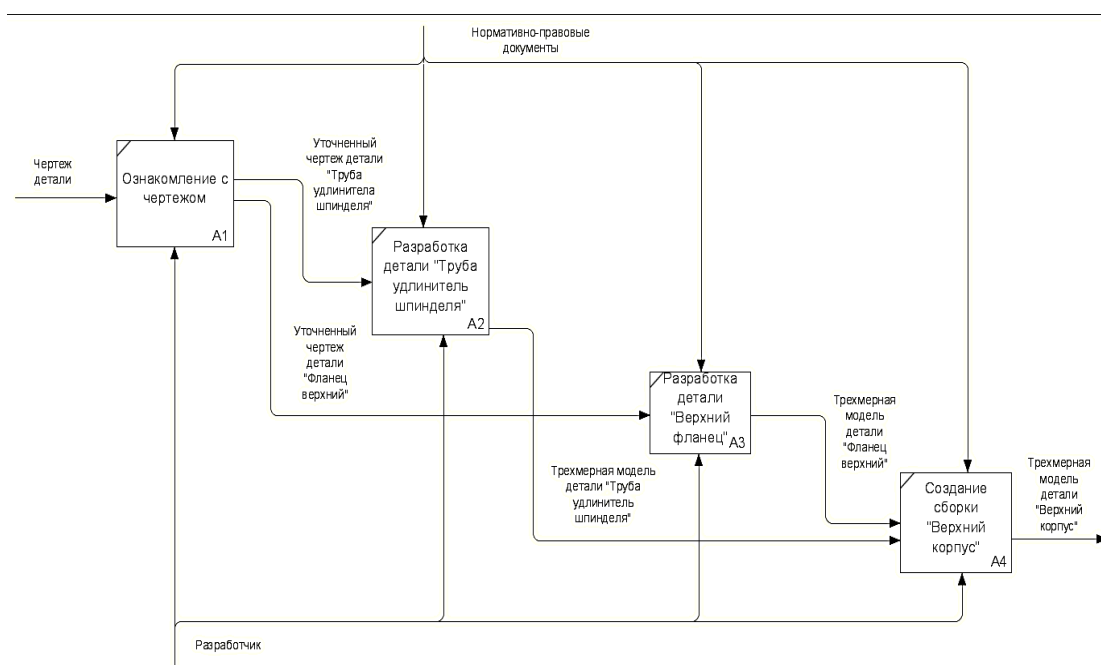 Нормативно-правовые
документы
Чертеж
детали
Ознакомление с
чертежом
A1
Уточненный
чертеж детали
"Труба
удлинитела
шпинделя"
Разработка
детали "Труба
удлинитель
шпинделя"
A2
Уточненный
чертеж
детали
"Фланец
верхний"
Разработка
детали
"Верхний
фланец"
A3
Трехмерная
модель
детали
"Фланец
верхний"
Трехмерная модель
детали "Труба
удлинитель
шпинделя"
Создание
сборки
"Верхний
корпус"
A4
Трехмерная
модель
детали
"Верхний
корпус"
Разработчик